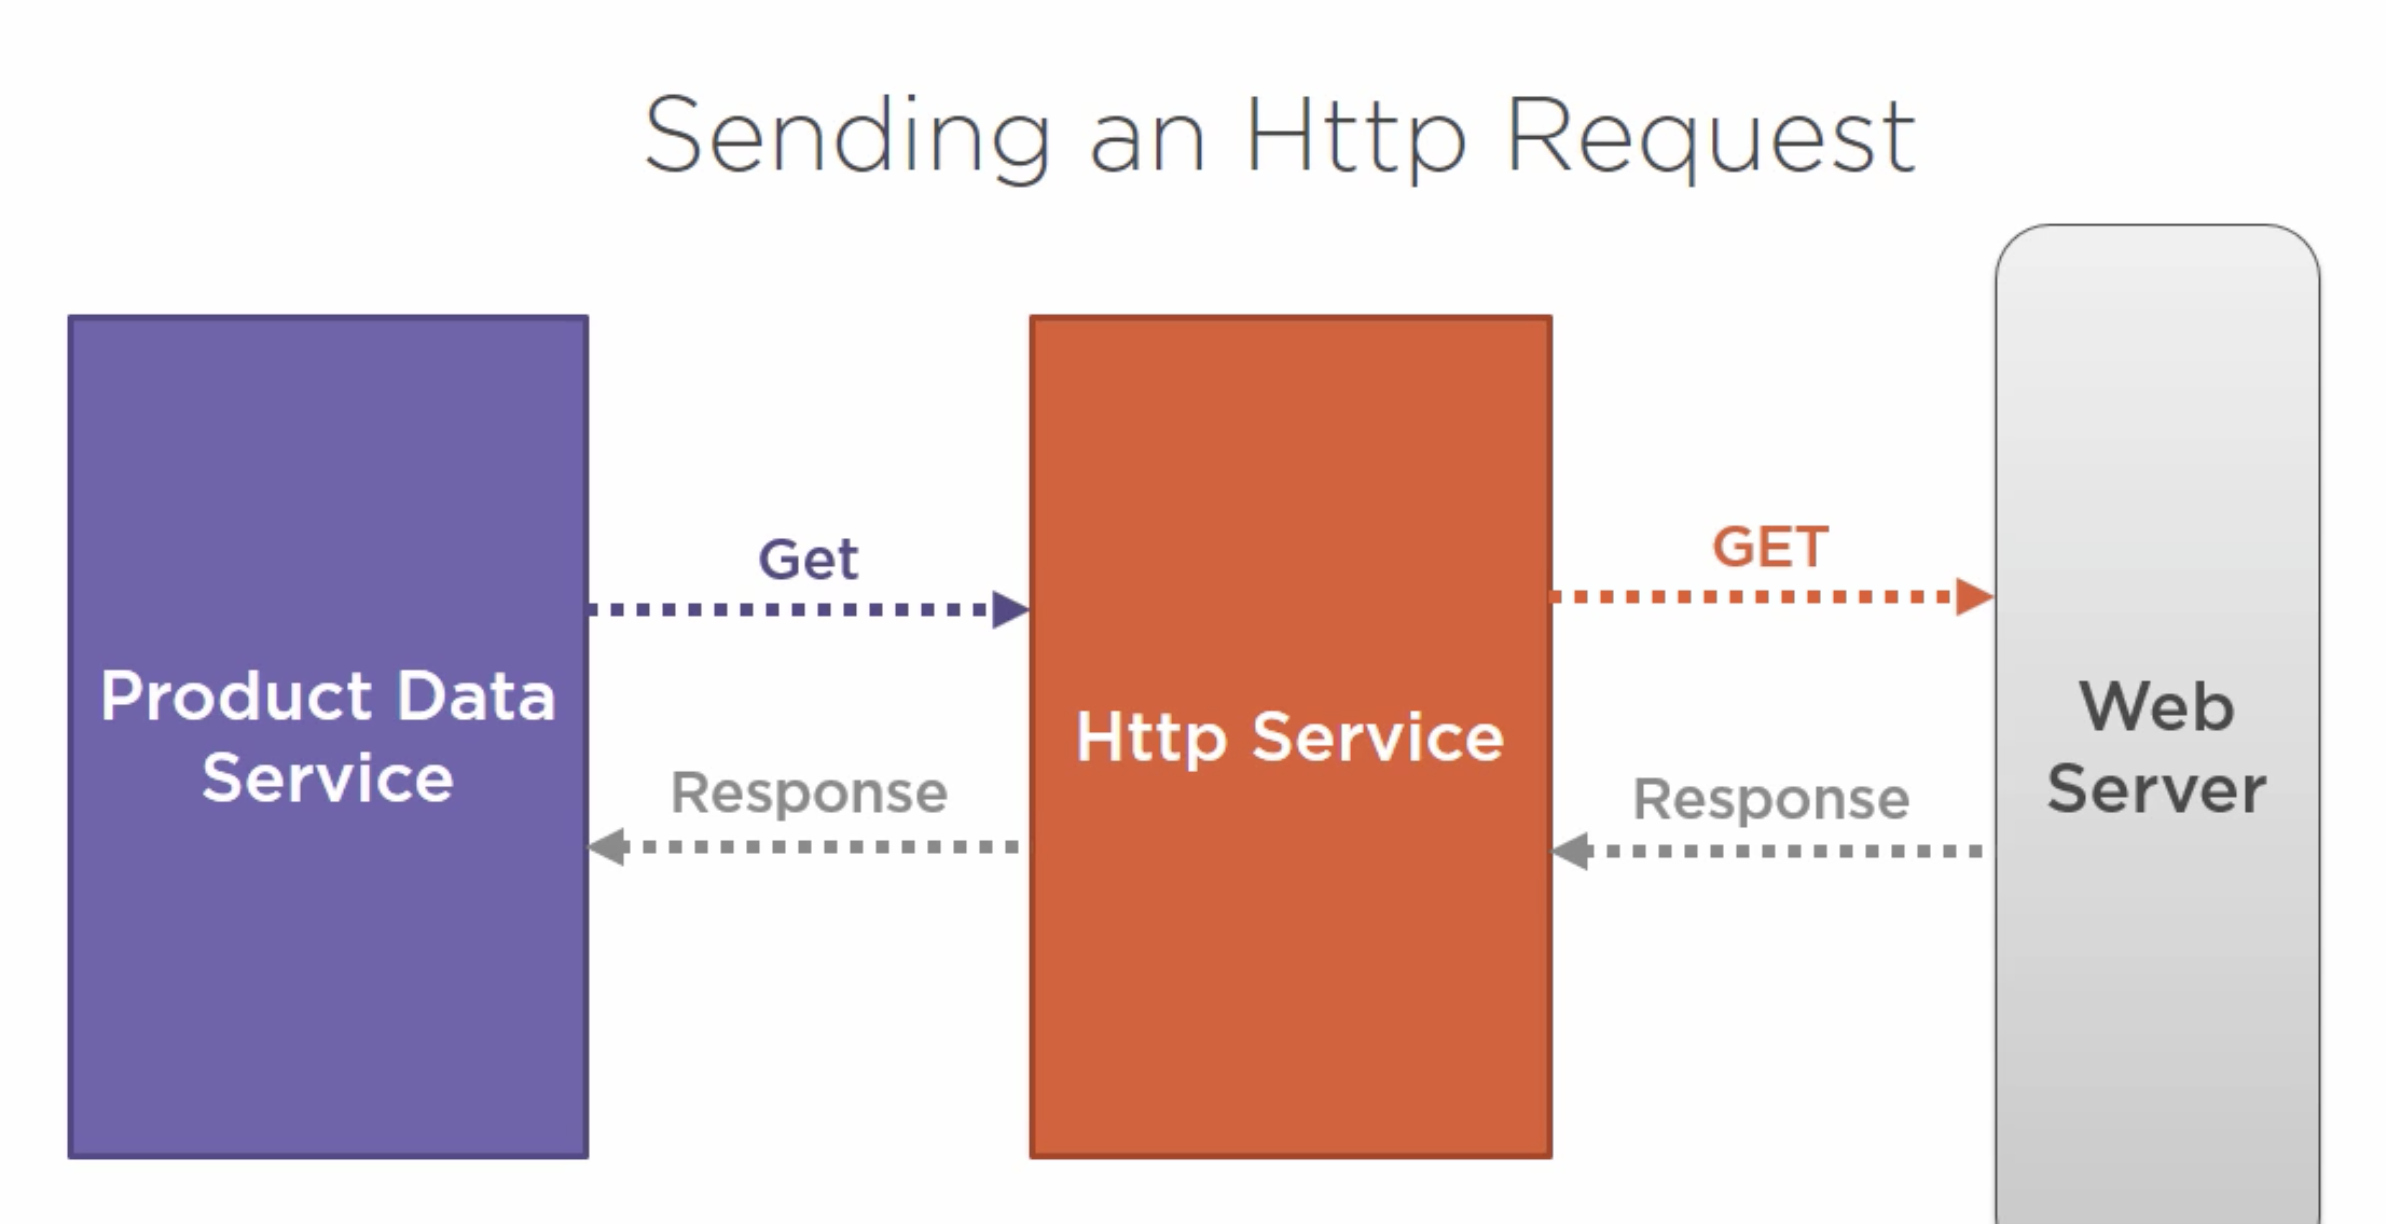 Sending an Http Request
Get
GET
Product Data
Service
Http Service
Web
Server
Response
Response